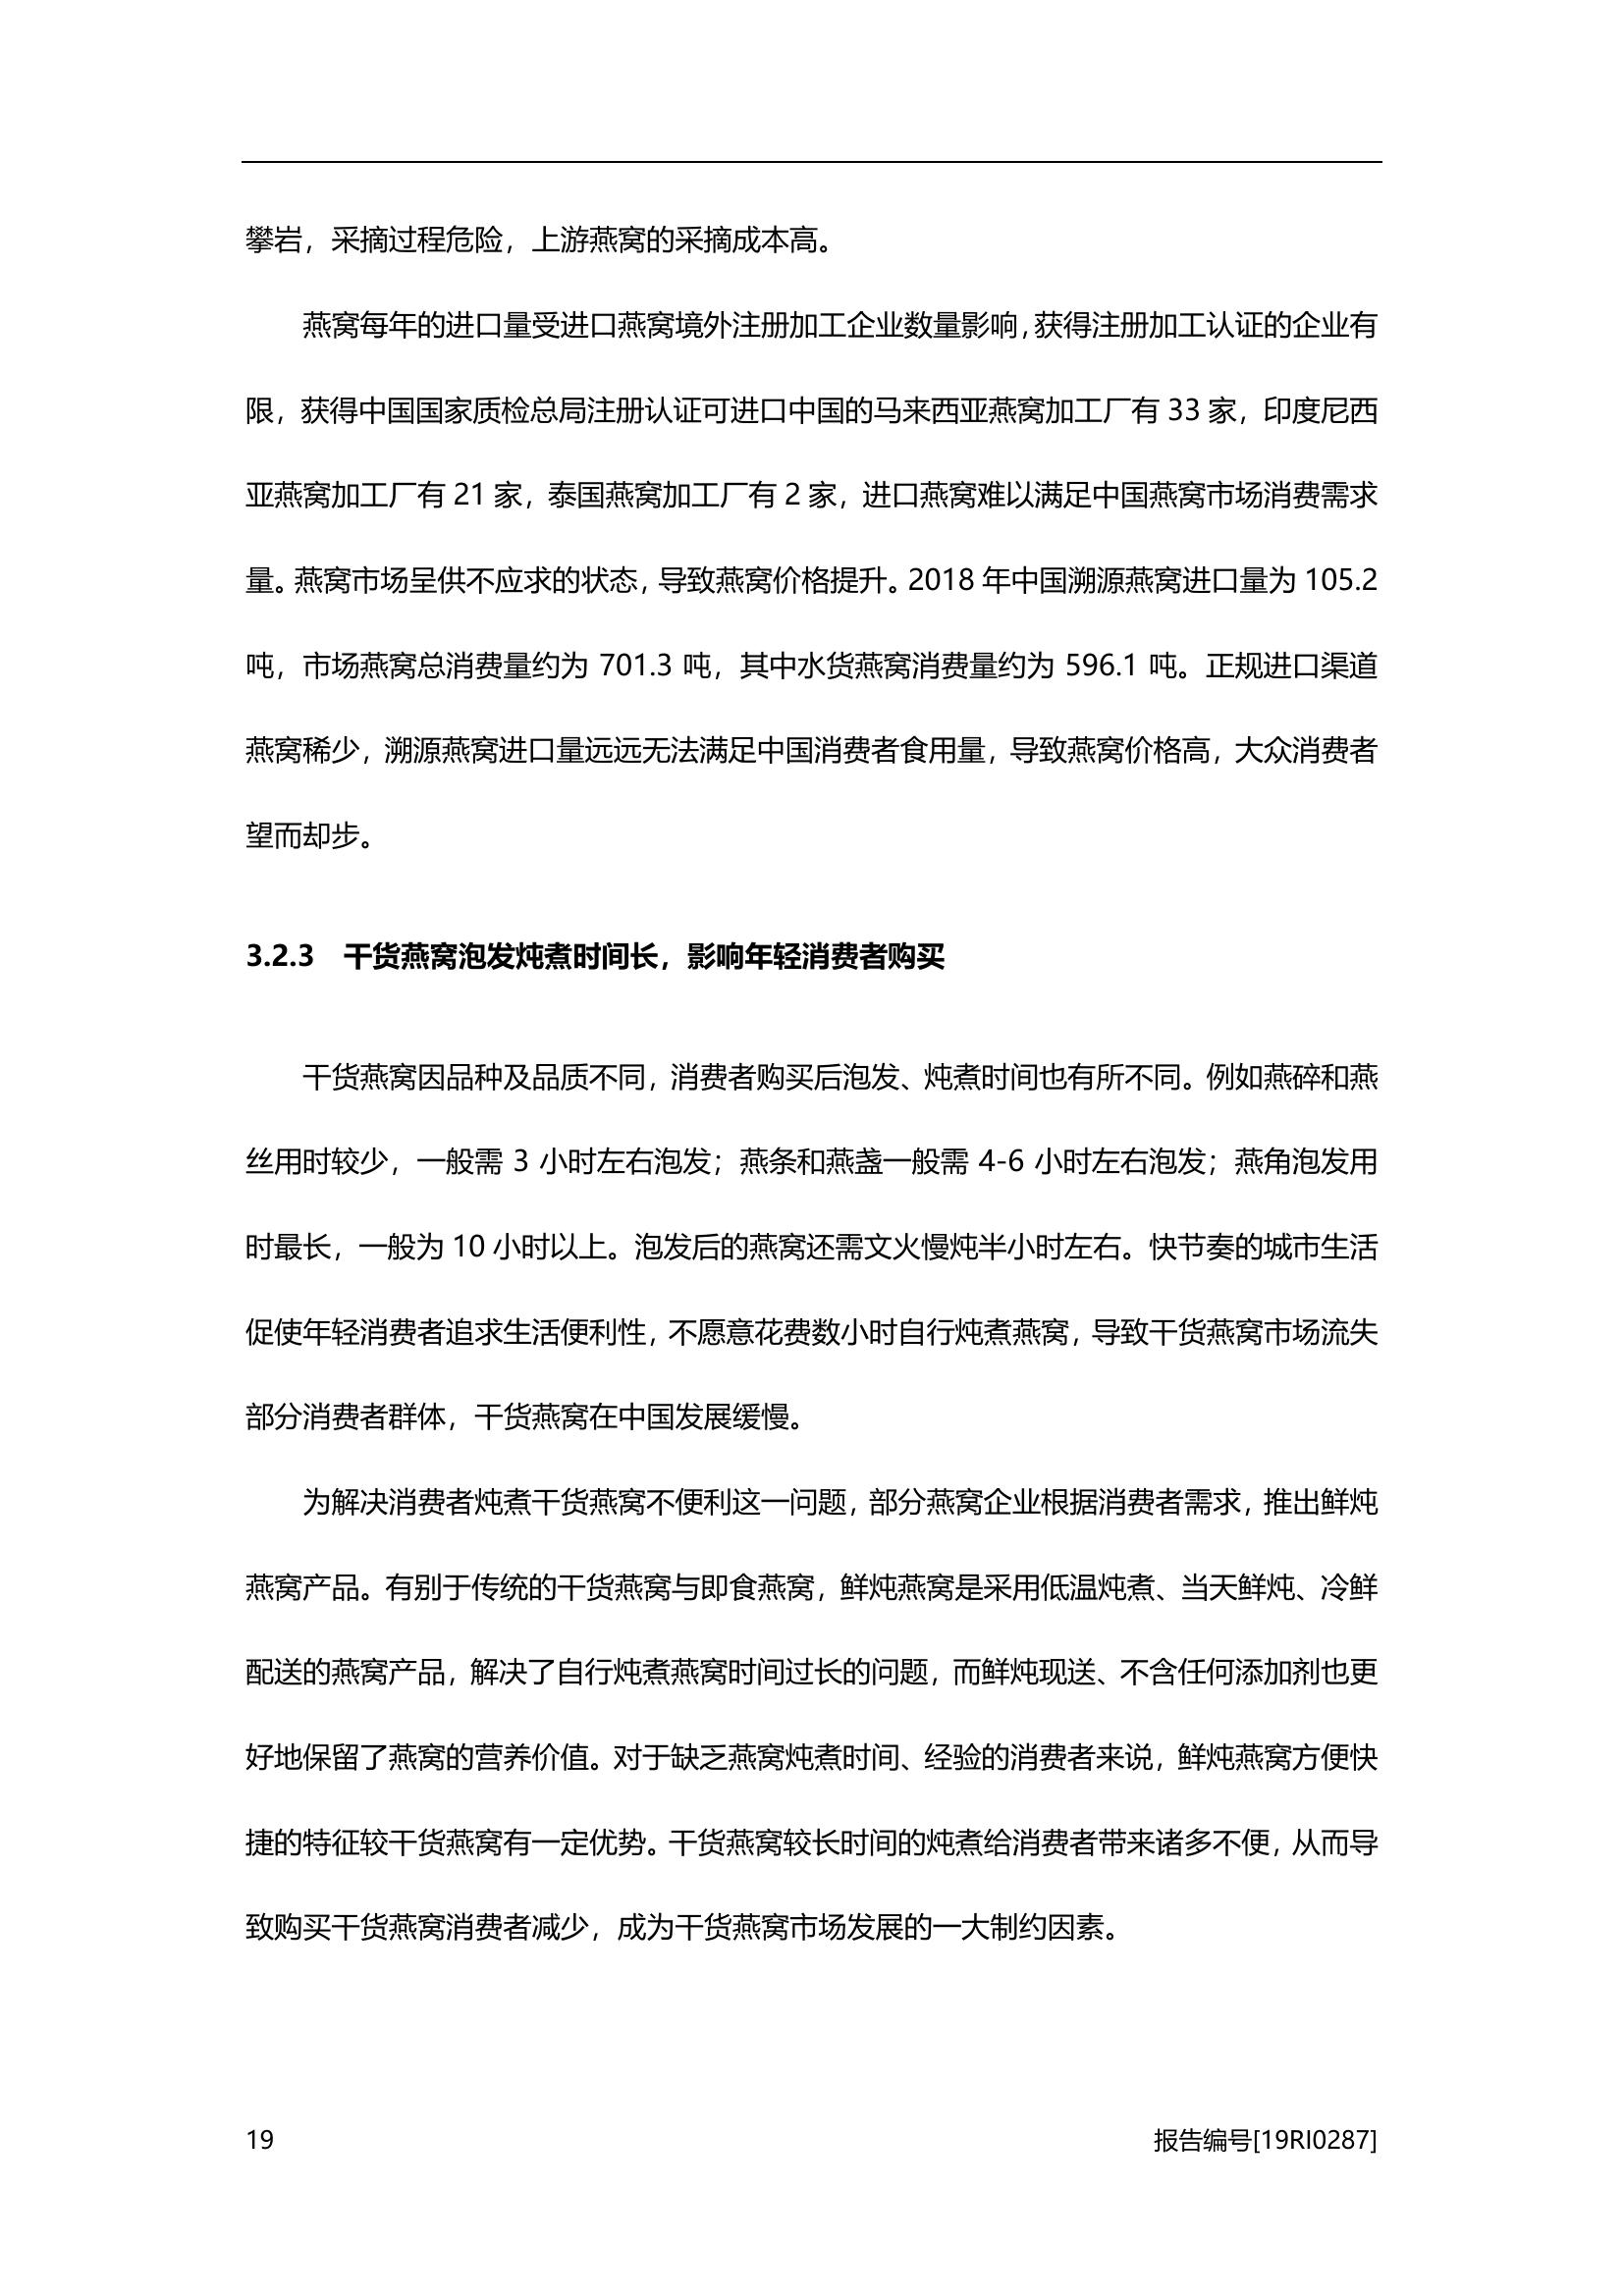 攀岩，采摘过程危险，上游燕窝的采摘成本高。
燕窝每年的进口量受进口燕窝境外注册加工企业数量影响，获得注册加工认证的企业有
限，获得中国国家质检总局注册认证可进口中国的马来西亚燕窝加工厂有 33 家，印度尼西
亚燕窝加工厂有 21 家，泰国燕窝加工厂有 2 家，进口燕窝难以满足中国燕窝市场消费需求
量。燕窝市场呈供不应求的状态，导致燕窝价格提升。2018 年中国溯源燕窝进口量为 105.2
吨，市场燕窝总消费量约为 701.3 吨，其中水货燕窝消费量约为 596.1 吨。正规进口渠道
燕窝稀少，溯源燕窝进口量远远无法满足中国消费者食用量，导致燕窝价格高，大众消费者
望而却步。
3.2.3 干货燕窝泡发炖煮时间长，影响年轻消费者购买
干货燕窝因品种及品质不同，消费者购买后泡发、炖煮时间也有所不同。例如燕碎和燕
丝用时较少，一般需 3 小时左右泡发；燕条和燕盏一般需 4-6 小时左右泡发；燕角泡发用
时最长，一般为 10 小时以上。泡发后的燕窝还需文火慢炖半小时左右。快节奏的城市生活
促使年轻消费者追求生活便利性，不愿意花费数小时自行炖煮燕窝，导致干货燕窝市场流失
部分消费者群体，干货燕窝在中国发展缓慢。
为解决消费者炖煮干货燕窝不便利这一问题，部分燕窝企业根据消费者需求，推出鲜炖
燕窝产品。有别于传统的干货燕窝与即食燕窝，鲜炖燕窝是采用低温炖煮、当天鲜炖、冷鲜
配送的燕窝产品，解决了自行炖煮燕窝时间过长的问题，而鲜炖现送、不含任何添加剂也更
好地保留了燕窝的营养价值。对于缺乏燕窝炖煮时间、经验的消费者来说，鲜炖燕窝方便快
捷的特征较干货燕窝有一定优势。干货燕窝较长时间的炖煮给消费者带来诸多不便，从而导
致购买干货燕窝消费者减少，成为干货燕窝市场发展的一大制约因素。
19 报告编号[19RI0287]